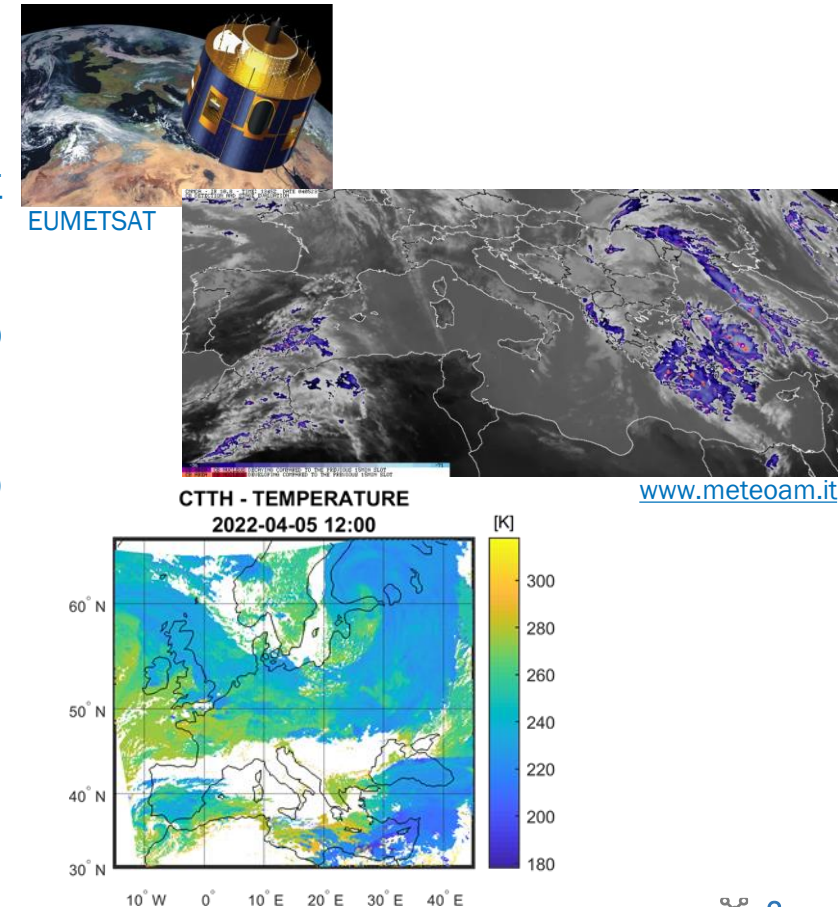 EUMETSAT
www.meteoam.it
CTTH - TEMPERATURE
2022-04-05 12:00
[K]
300
280
260
240
220
200
180
60° N
50° N
40° N
30° N
10° W 0° 10° E 20° E 30° E 40° E